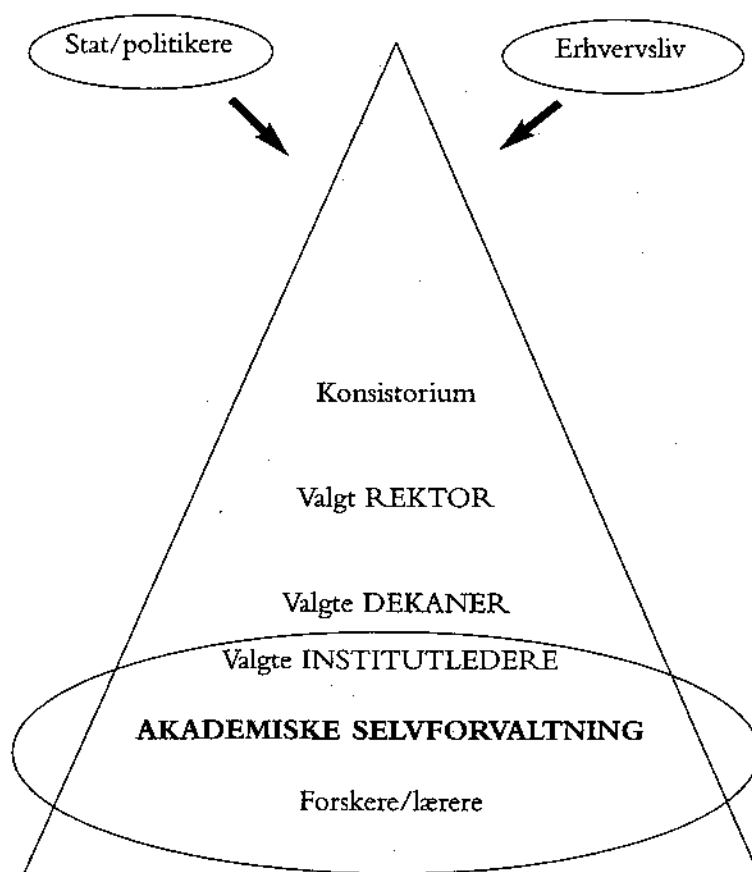 Stat/politikere
Erhvervsliv
Konsistorium
Valgt REKTOR
Valgte DEKANER
Valgte INSTITUTLEDERE
AKADEMISKE SELVFORVALTNING
Forskere/lærere